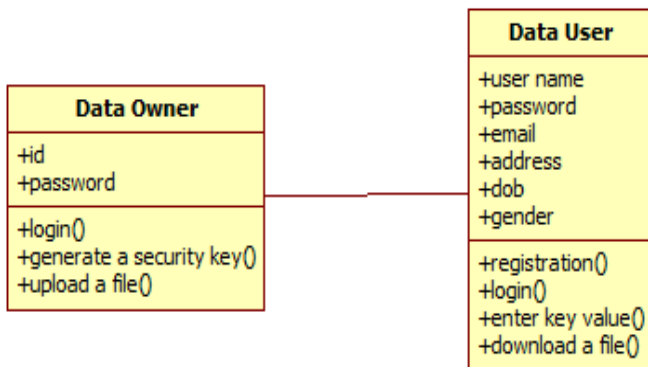 Data Owner
+id
+password
+login()
+generate a security key()
+upload a file()
Data User
+user name
+password
+email
+address
+dob
+gender
+registration()
+login()
+enter key value()
+download a file()